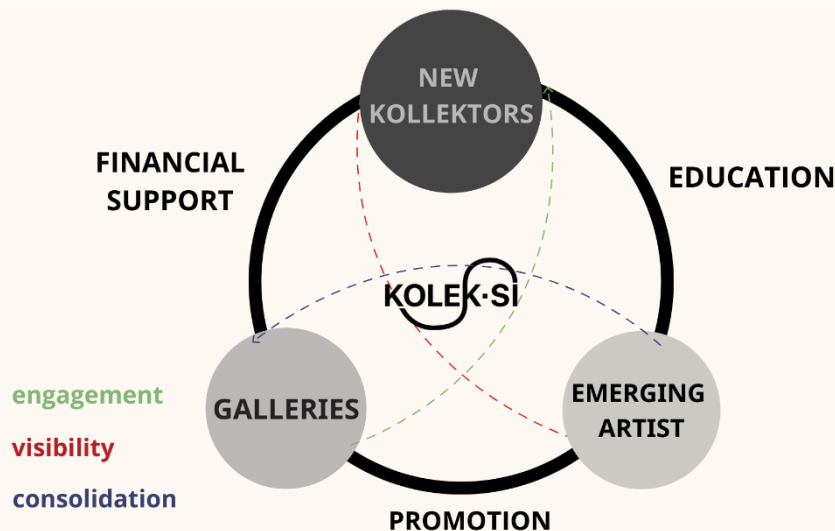 NEW
KOLLEKTORS
FINANCIAL
SUPPORT
EDUCATION
KOLEK·SI
GALLERIES
EMERGING
ARTIST
engagement
visibility
consolidation
PROMOTION